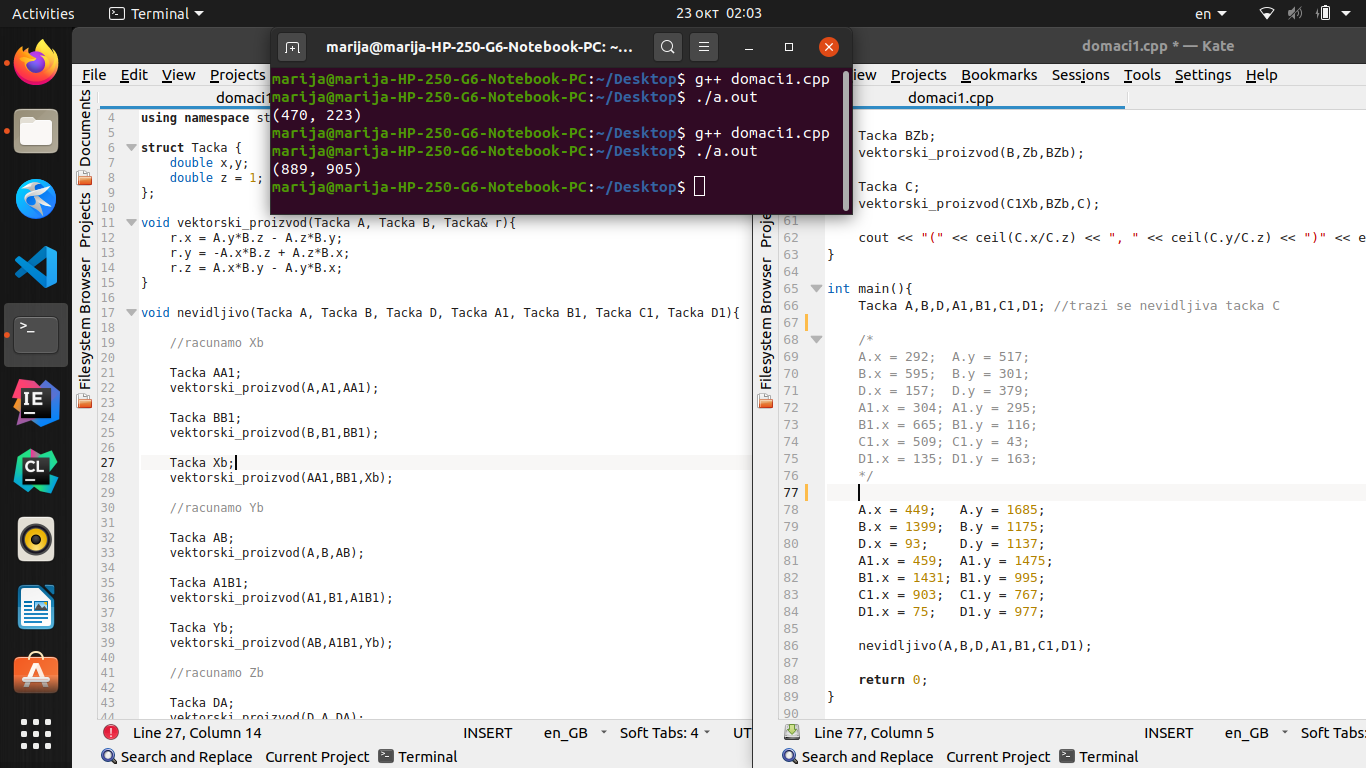 Activities Terminal 23 окт 02:03 en
marija@marija-HP-250-G6-Notebook-PC: ~...
domaci1.cpp * — Kate
File Edit View Projects
Projects Bookmarks Sessions Tools Settings Help
domaci1.cpp
marija@marija-HP-250-G6-Notebook-PC:~/Desktop$ g++ domaci1.cpp
marija@marija-HP-250-G6-Notebook-PC:~/Desktop$ ./a.out
(470, 223)
marija@marija-HP-250-G6-Notebook-PC:~/Desktop$ g++ domaci1.cpp
marija@marija-HP-250-G6-Notebook-PC:~/Desktop$ ./a.out
(889, 905)
marija@marija-HP-250-G6-Notebook-PC:~/Desktop$
Documents
Projects
Filesystem Browser
4 using namespace
5
6 struct Tacka {
7 double x,y;
8 double z = 1;
9 };
10
11 void vektorski_proizvod(Tacka A, Tacka B, Tacka& r){
12 r.x = A.y*B.z - A.z*B.y;
13 r.y = -A.x*B.z + A.z*B.x;
14 r.z = A.x*B.y - A.y*B.x;
15 }
16
17 void nevidljivo(Tacka A, Tacka B, Tacka D, Tacka A1, Tacka B1, Tacka C1, Tacka D1){
18
19 //racunamo Xb
20
21 Tacka AA1;
22 vektorski_proizvod(A,A1,AA1);
23
24 Tacka BB1;
25 vektorski_proizvod(B,B1,BB1);
26
27 Tacka Xb;
28 vektorski_proizvod(AA1,BB1,Xb);
29
30 //racunamo Yb
31
32 Tacka AB;
33 vektorski_proizvod(A,B,AB);
34
35 Tacka A1B1;
36 vektorski_proizvod(A1,B1,A1B1);
37
38 Tacka Yb;
39 vektorski_proizvod(AB,A1B1,Yb);
40
41 //racunamo Zb
42
43 Tacka DA;
44 vektorski_proizvod(D,A,DA);
Line 27, Column 14 INSERT en_GB Soft Tabs: 4 UT
Search and Replace Current Project Terminal
Filesystem Browser
Tacka BZb;
vektorski_proizvod(B,Zb,BZb);
Tacka C;
vektorski_proizvod(C1Xb,BZb,C);
61
62 cout << "(" << ceil(C.x/C.z) << ", " << ceil(C.y/C.z) << ")" << e
63 }
64
65 int main(){
66 Tacka A,B,D,A1,B1,C1,D1; //trazi se nevidljiva tacka C
67
68 /*
69 A.x = 292; A.y = 517;
70 B.x = 595; B.y = 301;
71 D.x = 157; D.y = 379;
72 A1.x = 304; A1.y = 295;
73 B1.x = 665; B1.y = 116;
74 C1.x = 509; C1.y = 43;
75 D1.x = 135; D1.y = 163;
76 */
77
78 A.x = 449; A.y = 1685;
79 B.x = 1399; B.y = 1175;
80 D.x = 93; D.y = 1137;
81 A1.x = 459; A1.y = 1475;
82 B1.x = 1431; B1.y = 995;
83 C1.x = 903; C1.y = 767;
84 D1.x = 75; D1.y = 977;
85
86 nevidljivo(A,B,D,A1,B1,C1,D1);
87
88 return 0;
89 }
90
Line 77, Column 5 INSERT en_GB Soft Tabs:
Search and Replace Current Project Terminal
IE
CL